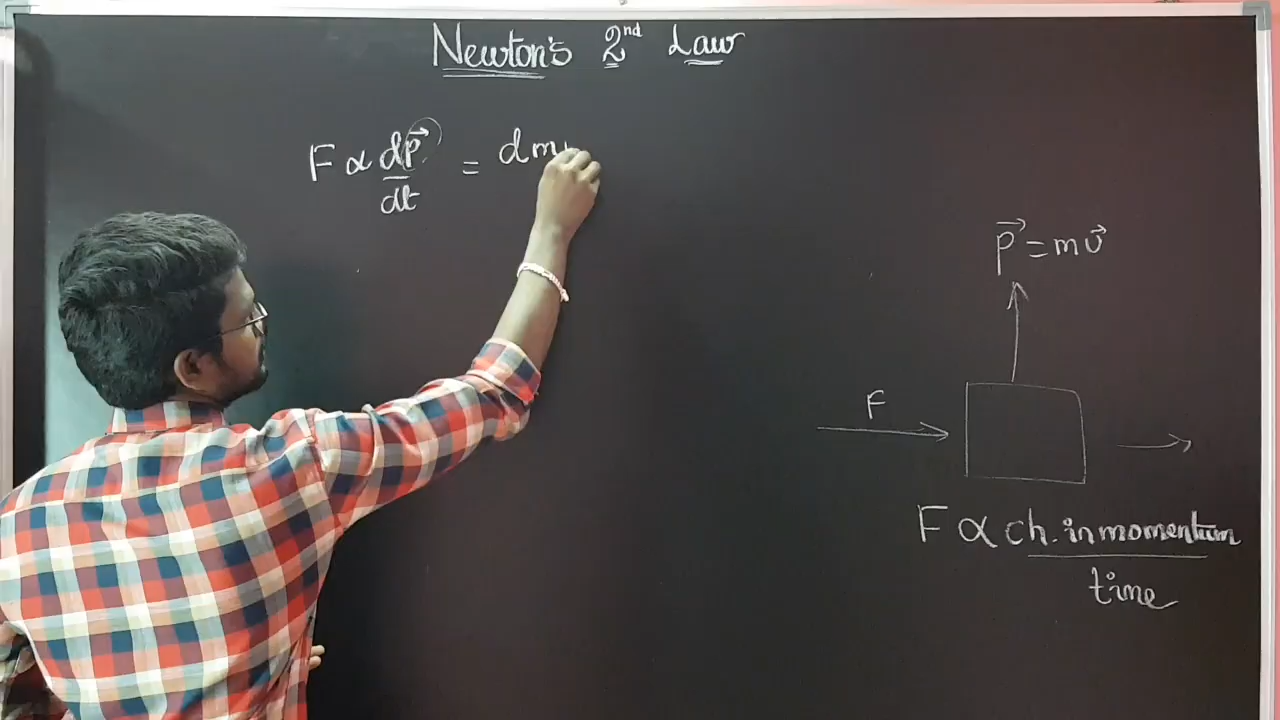 Newton's 2nd Law
F ∝ dp⃗/dt = dm
p⃗ = mv⃗
F
F ∝ ch. in momentum
time